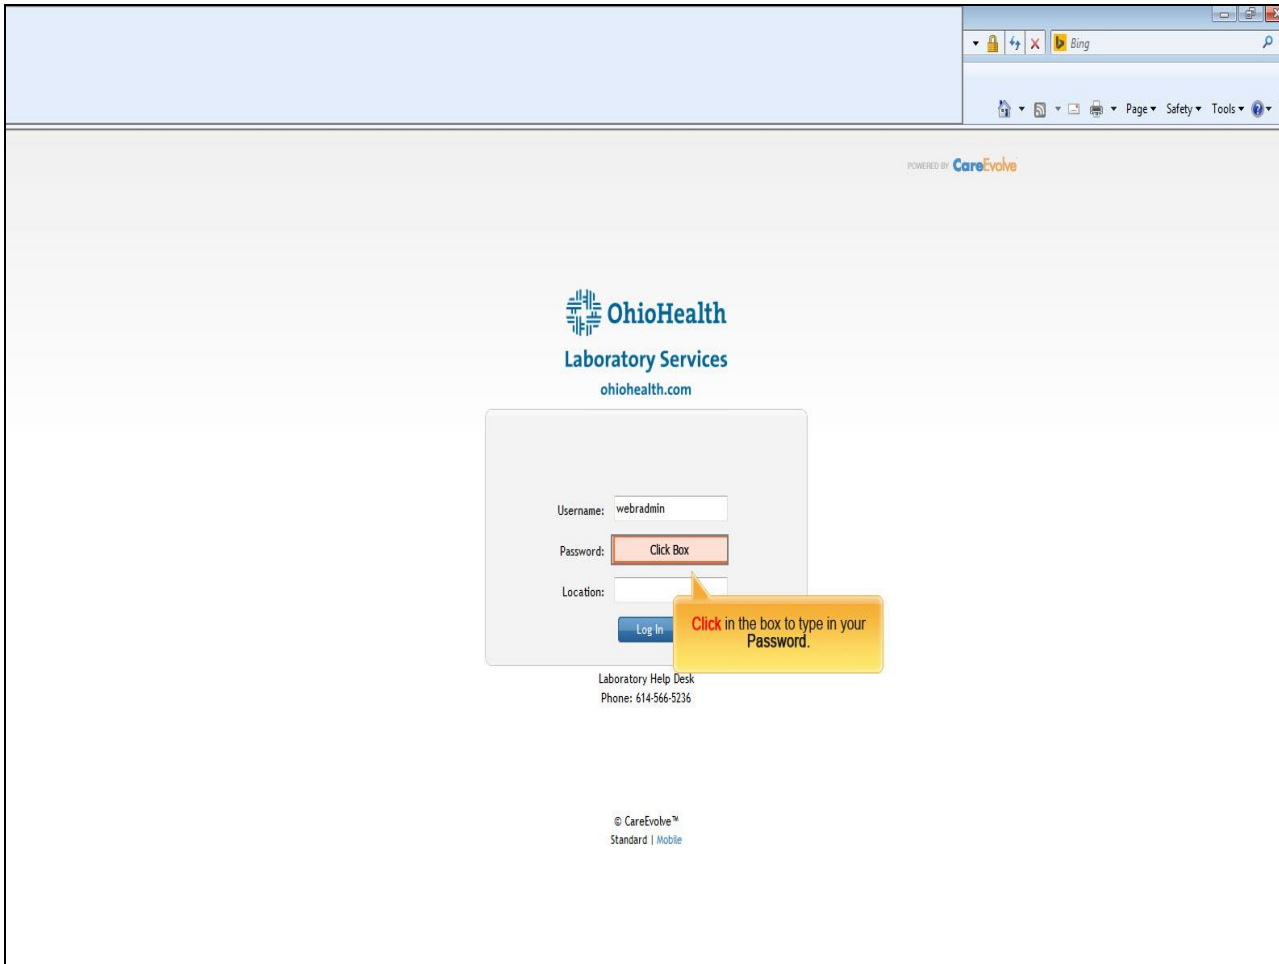 Bing
Page Safety Tools
POWERED BY CareEvolve
OhioHealth
Laboratory Services
ohiohealth.com
Username: webradmin
Password: Click Box
Location:
Log In
Click in the box to type in your
Password.
Laboratory Help Desk
Phone: 614-566-5236
© CareEvolve™
Standard | Mobile